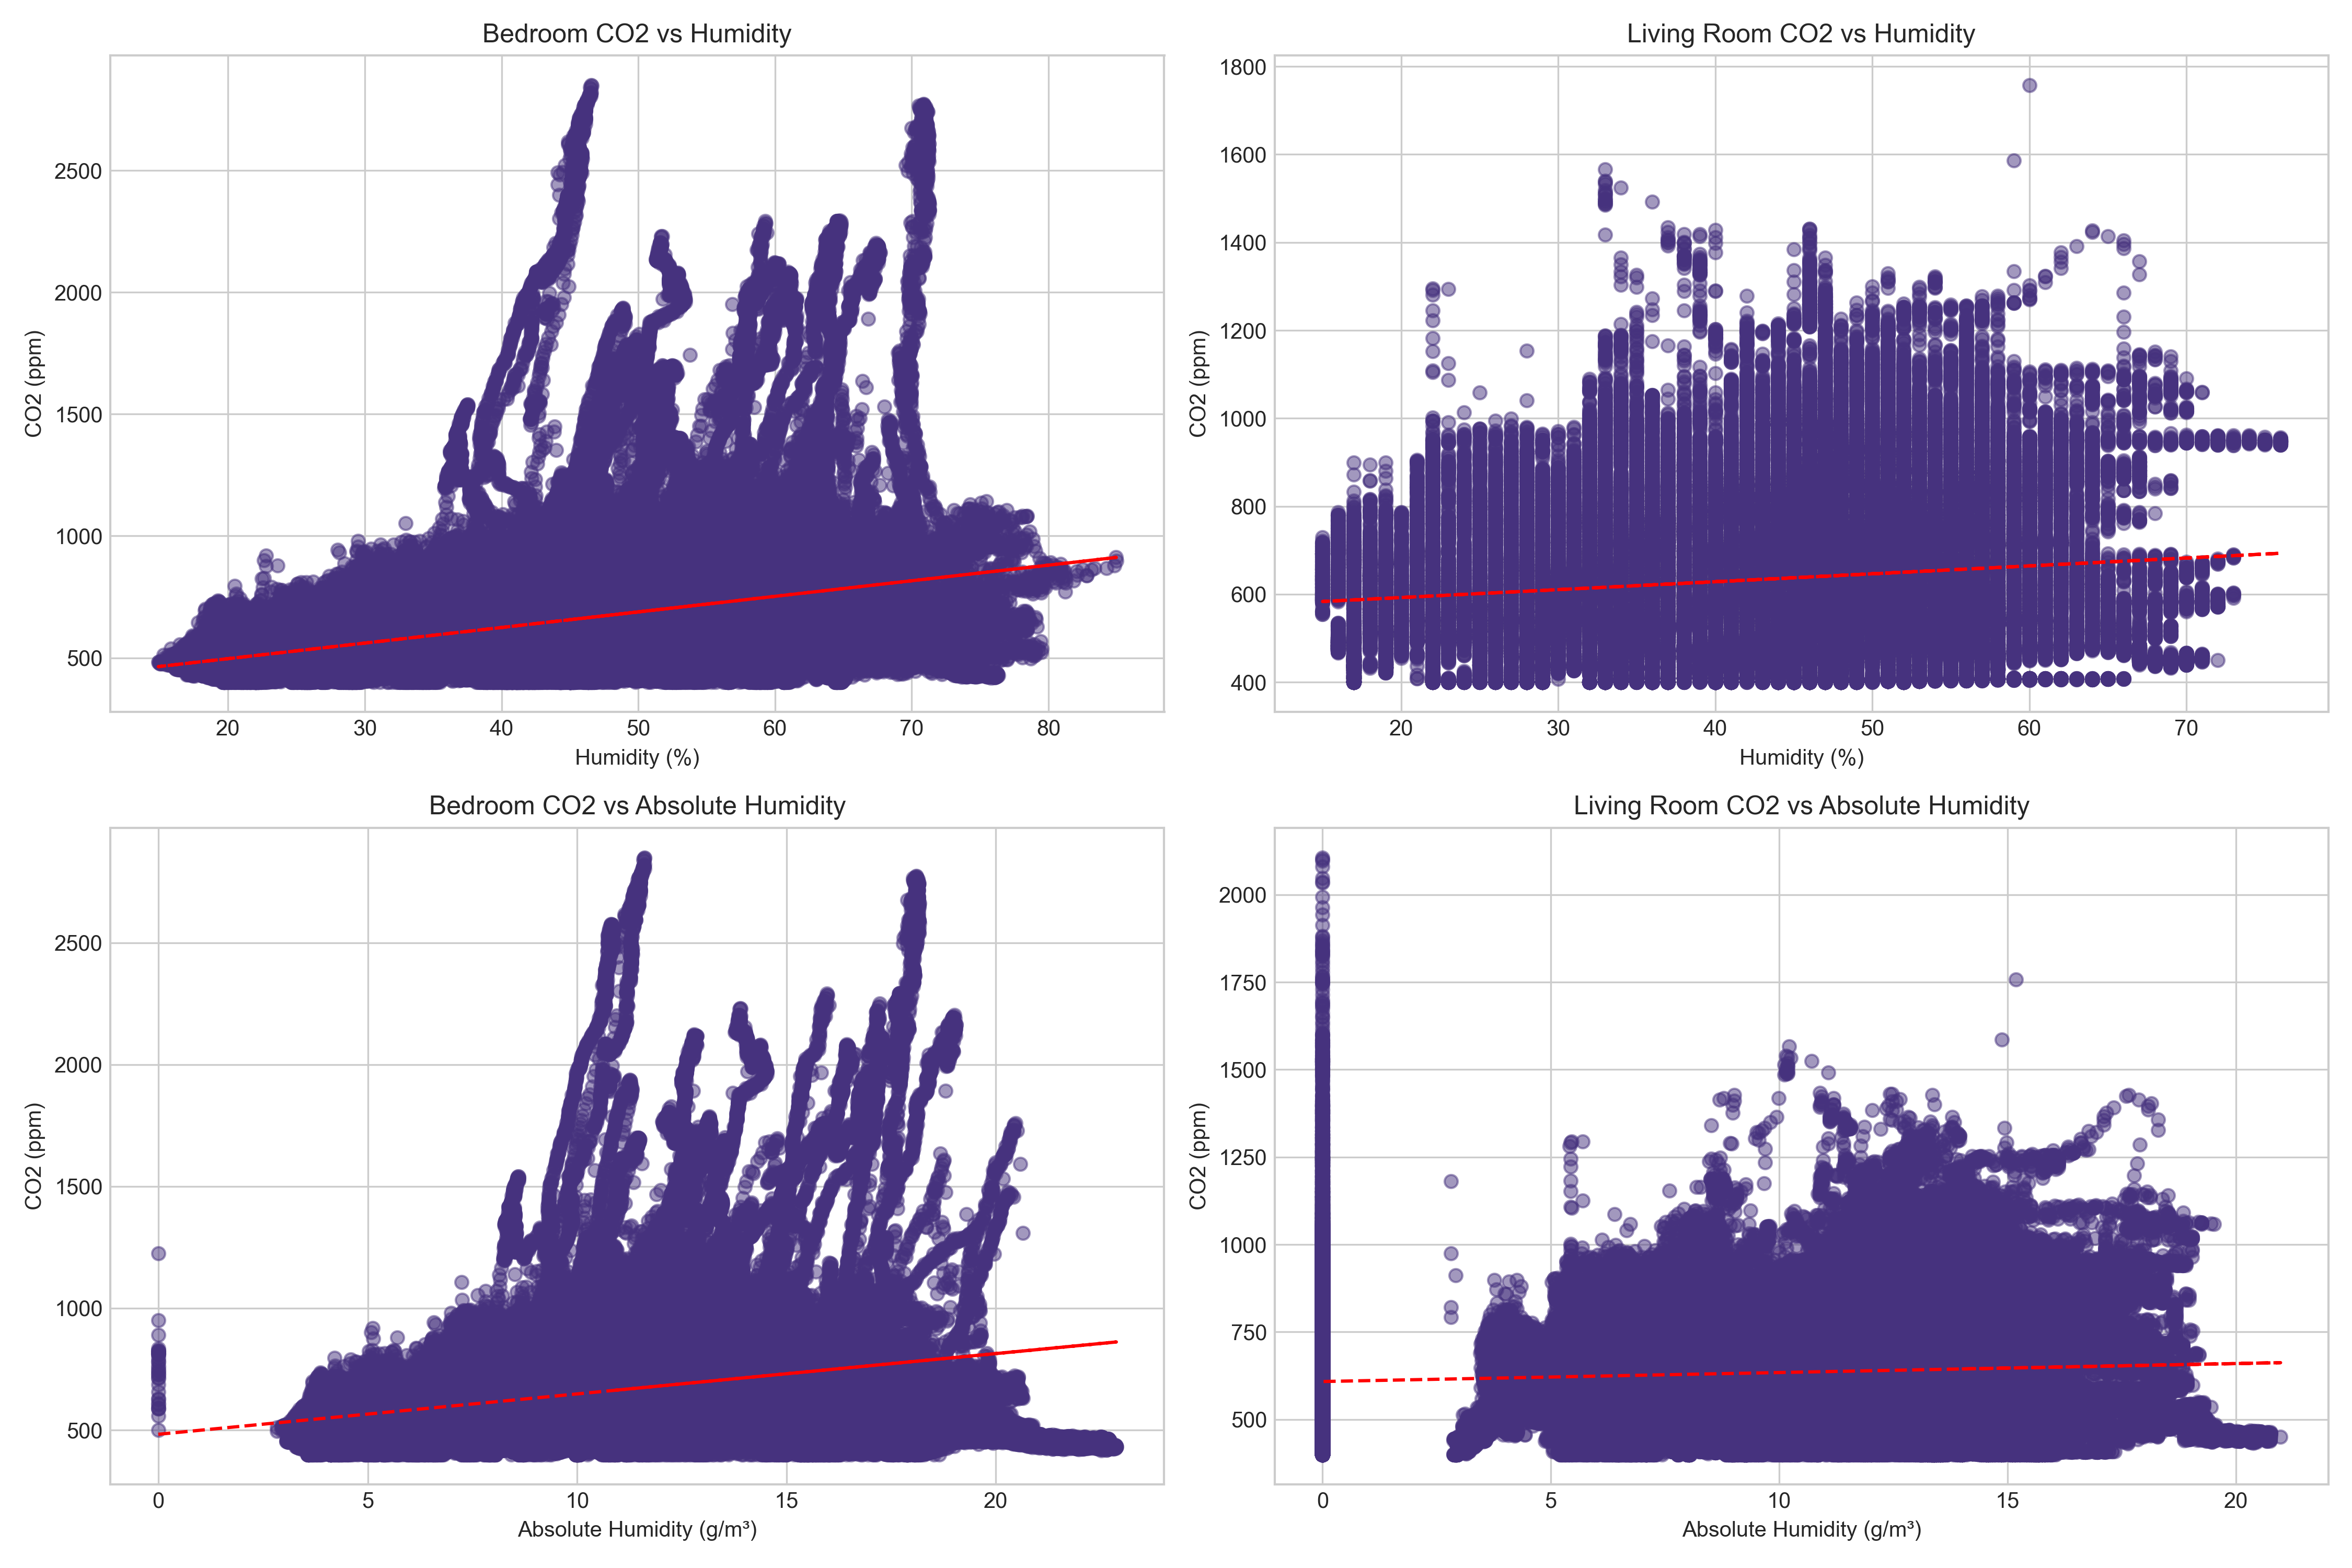 Bedroom CO2 vs Humidity
CO2 (ppm)
2500
2000
1500
1000
500
20 30 40 50 60 70 80
Humidity (%)
Living Room CO2 vs Humidity
CO2 (ppm)
1800
1600
1400
1200
1000
800
600
400
20 30 40 50 60 70
Humidity (%)
Bedroom CO2 vs Absolute Humidity
CO2 (ppm)
2500
2000
1500
1000
500
0 5 10 15 20
Absolute Humidity (g/m³)
Living Room CO2 vs Absolute Humidity
CO2 (ppm)
2000
1750
1500
1250
1000
750
500
0 5 10 15 20
Absolute Humidity (g/m³)